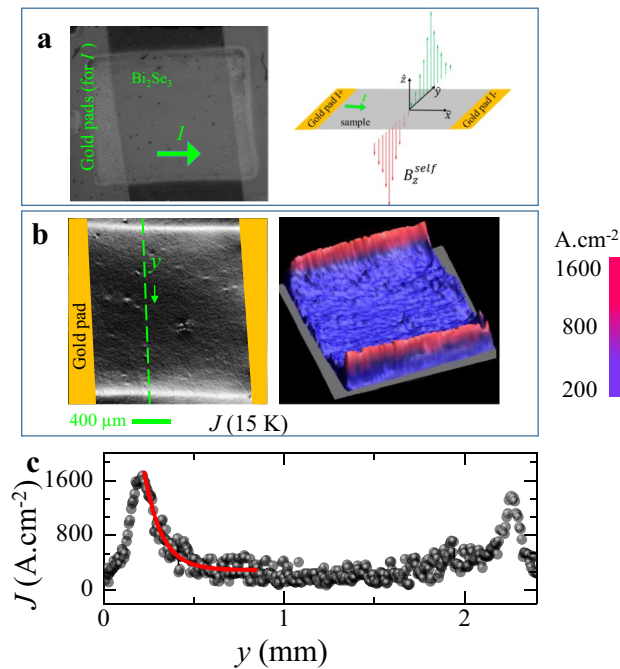 a
Gold pads (for I)
Bi₂Se₃
I
Gold pad I+
I
sample
ẑ
ŷ
x̂
Gold pad I-
B_z^{self}
b
Gold pad
y
400 µm
J (15 K)
A.cm⁻²
1600
800
200
c
J (A.cm⁻²)
1600
800
0
0
1
2
y (mm)